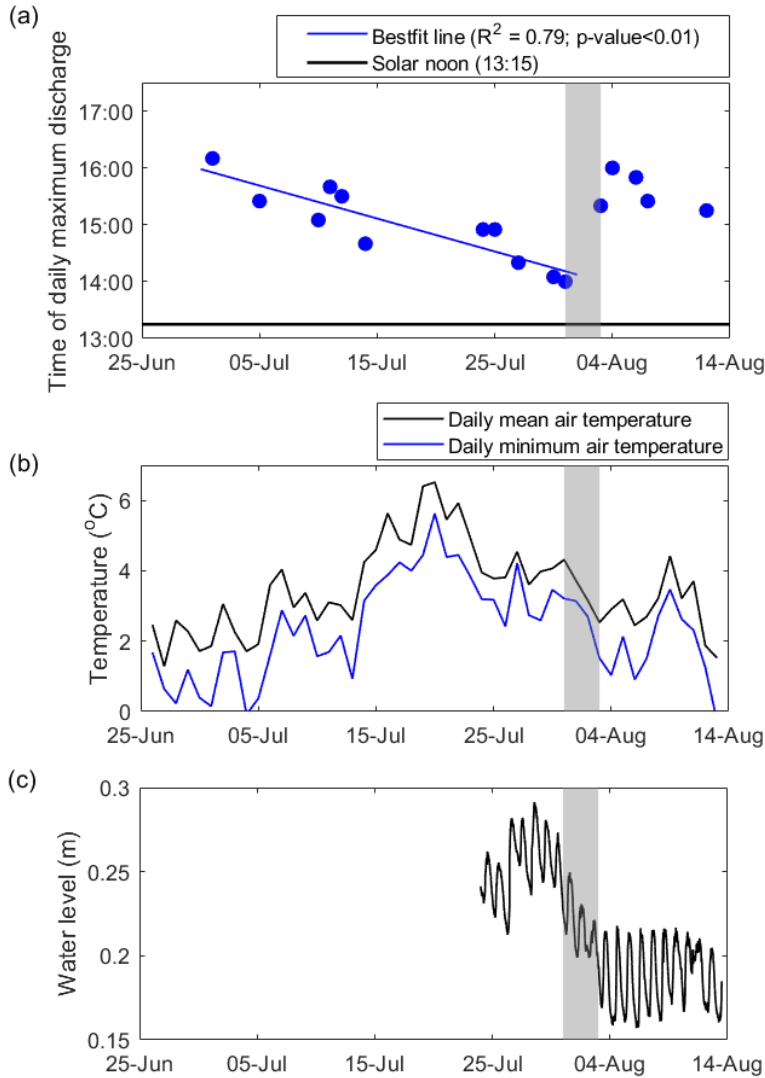 (a)
Bestfit line (R² = 0.79; p-value<0.01)
Solar noon (13:15)
Time of daily maximum discharge
17:00
16:00
15:00
14:00
13:00
25-Jun 05-Jul 15-Jul 25-Jul 04-Aug 14-Aug
Daily mean air temperature
Daily minimum air temperature
(b)
Temperature (°C)
6
4
2
0
25-Jun 05-Jul 15-Jul 25-Jul 04-Aug 14-Aug
(c)
Water level (m)
0.3
0.25
0.2
0.15
25-Jun 05-Jul 15-Jul 25-Jul 04-Aug 14-Aug